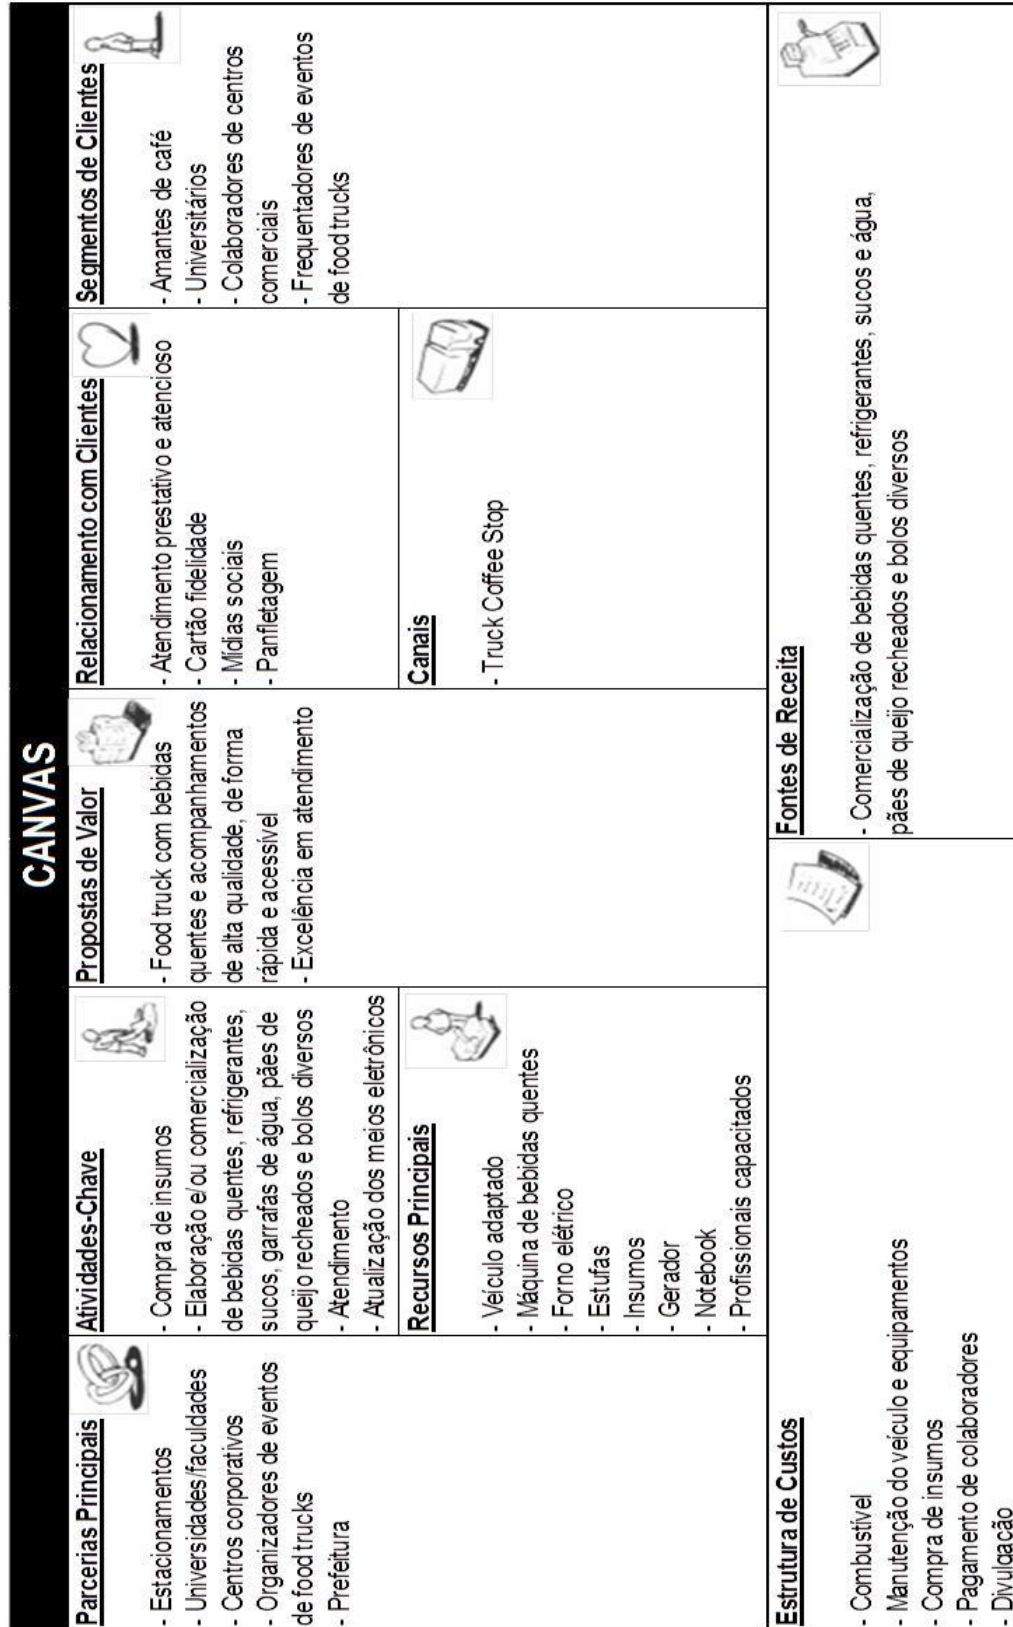 CANVAS
Parcerias Principais
- Estacionamentos
- Universidades/faculdades
- Centros corporativos
- Organizadores de eventos
de food trucks
- Prefeitura
Atividades-Chave
- Compra de insumos
- Elaboração e/ou comercialização
de bebidas quentes, refrigerantes,
sucos, garrafas de água, pães de
queijo recheados e bolos diversos
- Atendimento
- Atualização dos meios eletrônicos
Recursos Principais
- Veículo adaptado
- Máquina de bebidas quentes
- Forno elétrico
- Estufas
- Insumos
- Gerador
- Notebook
- Profissionais capacitados
Propostas de Valor
- Food truck com bebidas
quentes e acompanhamentos
de alta qualidade, de forma
rápida e acessível
- Excelência em atendimento
Relacionamento com Clientes
- Atendimento prestativo e atencioso
- Cartão fidelidade
- Mídias sociais
- Panfletagem
Canais
- Truck Coffee Stop
Segmentos de Clientes
- Amantes de café
- Universitários
- Colaboradores de centros
comerciais
- Frequentadores de eventos
de food trucks
Estrutura de Custos
- Combustível
- Manutenção do veículo e equipamentos
- Compra de insumos
- Pagamento de colaboradores
- Divulgação
Fontes de Receita
- Comercialização de bebidas quentes, refrigerantes, sucos e água,
pães de queijo recheados e bolos diversos